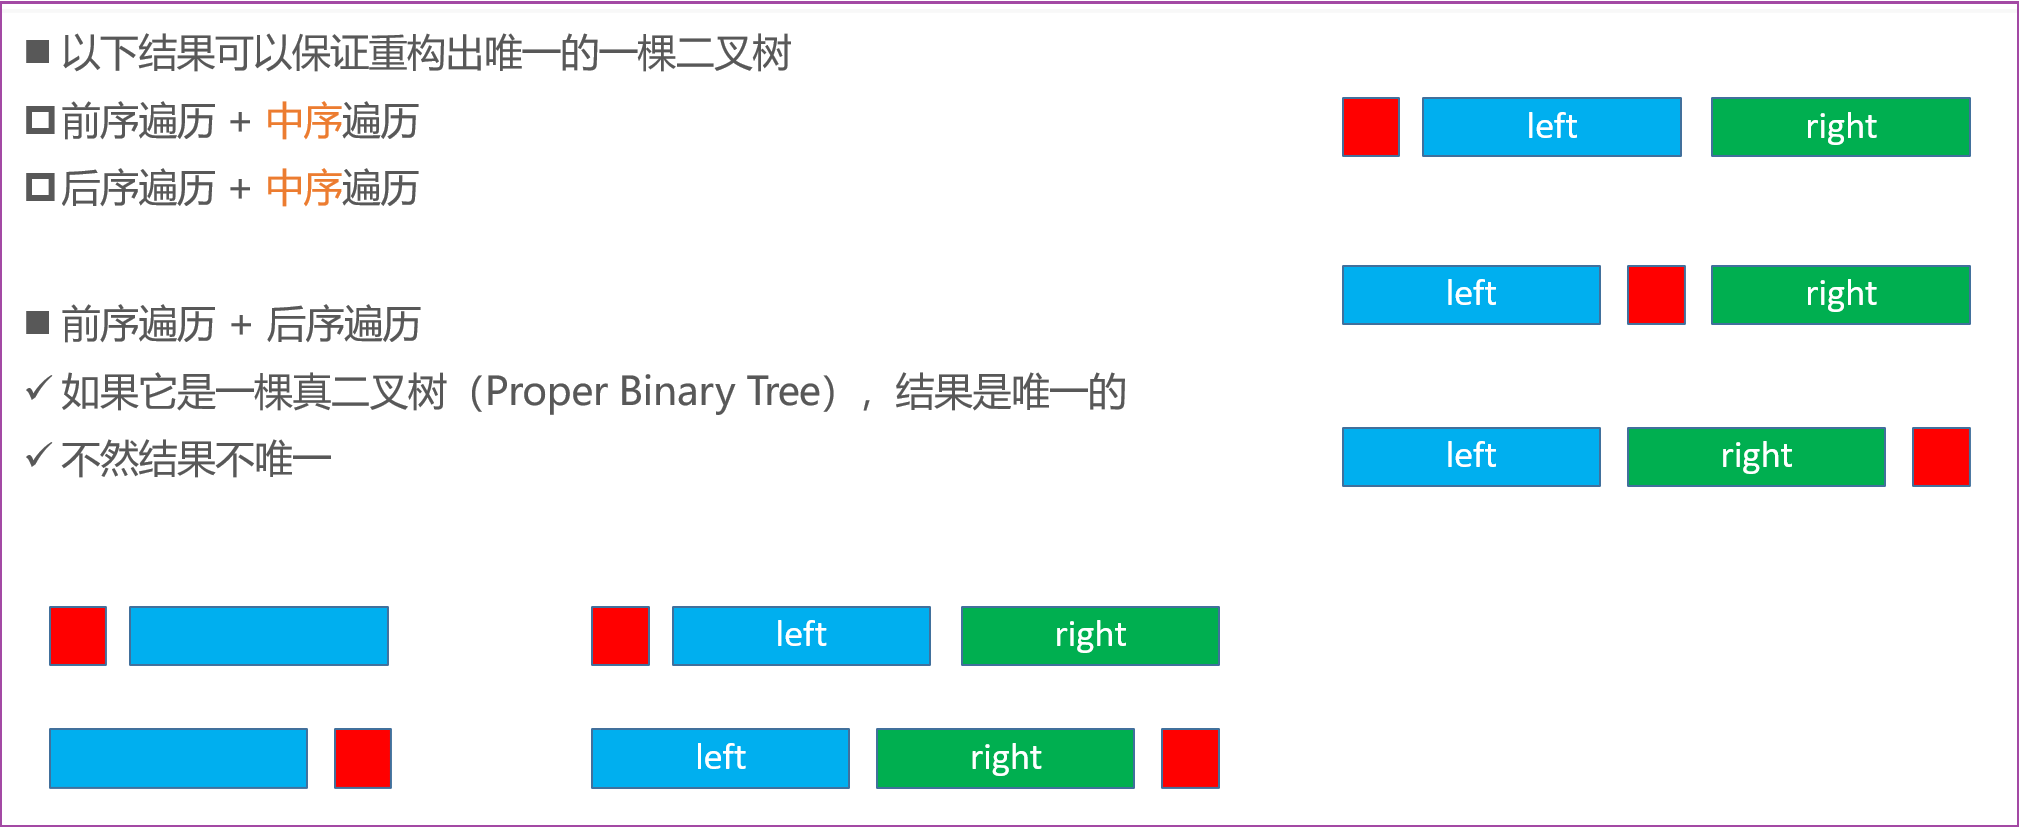 ■ 以下结果可以保证重构出唯一的一棵二叉树
前序遍历 + 中序遍历
后序遍历 + 中序遍历
■ 前序遍历 + 后序遍历
✓ 如果它是一棵真二叉树（Proper Binary Tree），结果是唯一的
✓ 不然结果不唯一
left right
left right
left right
left right
left right